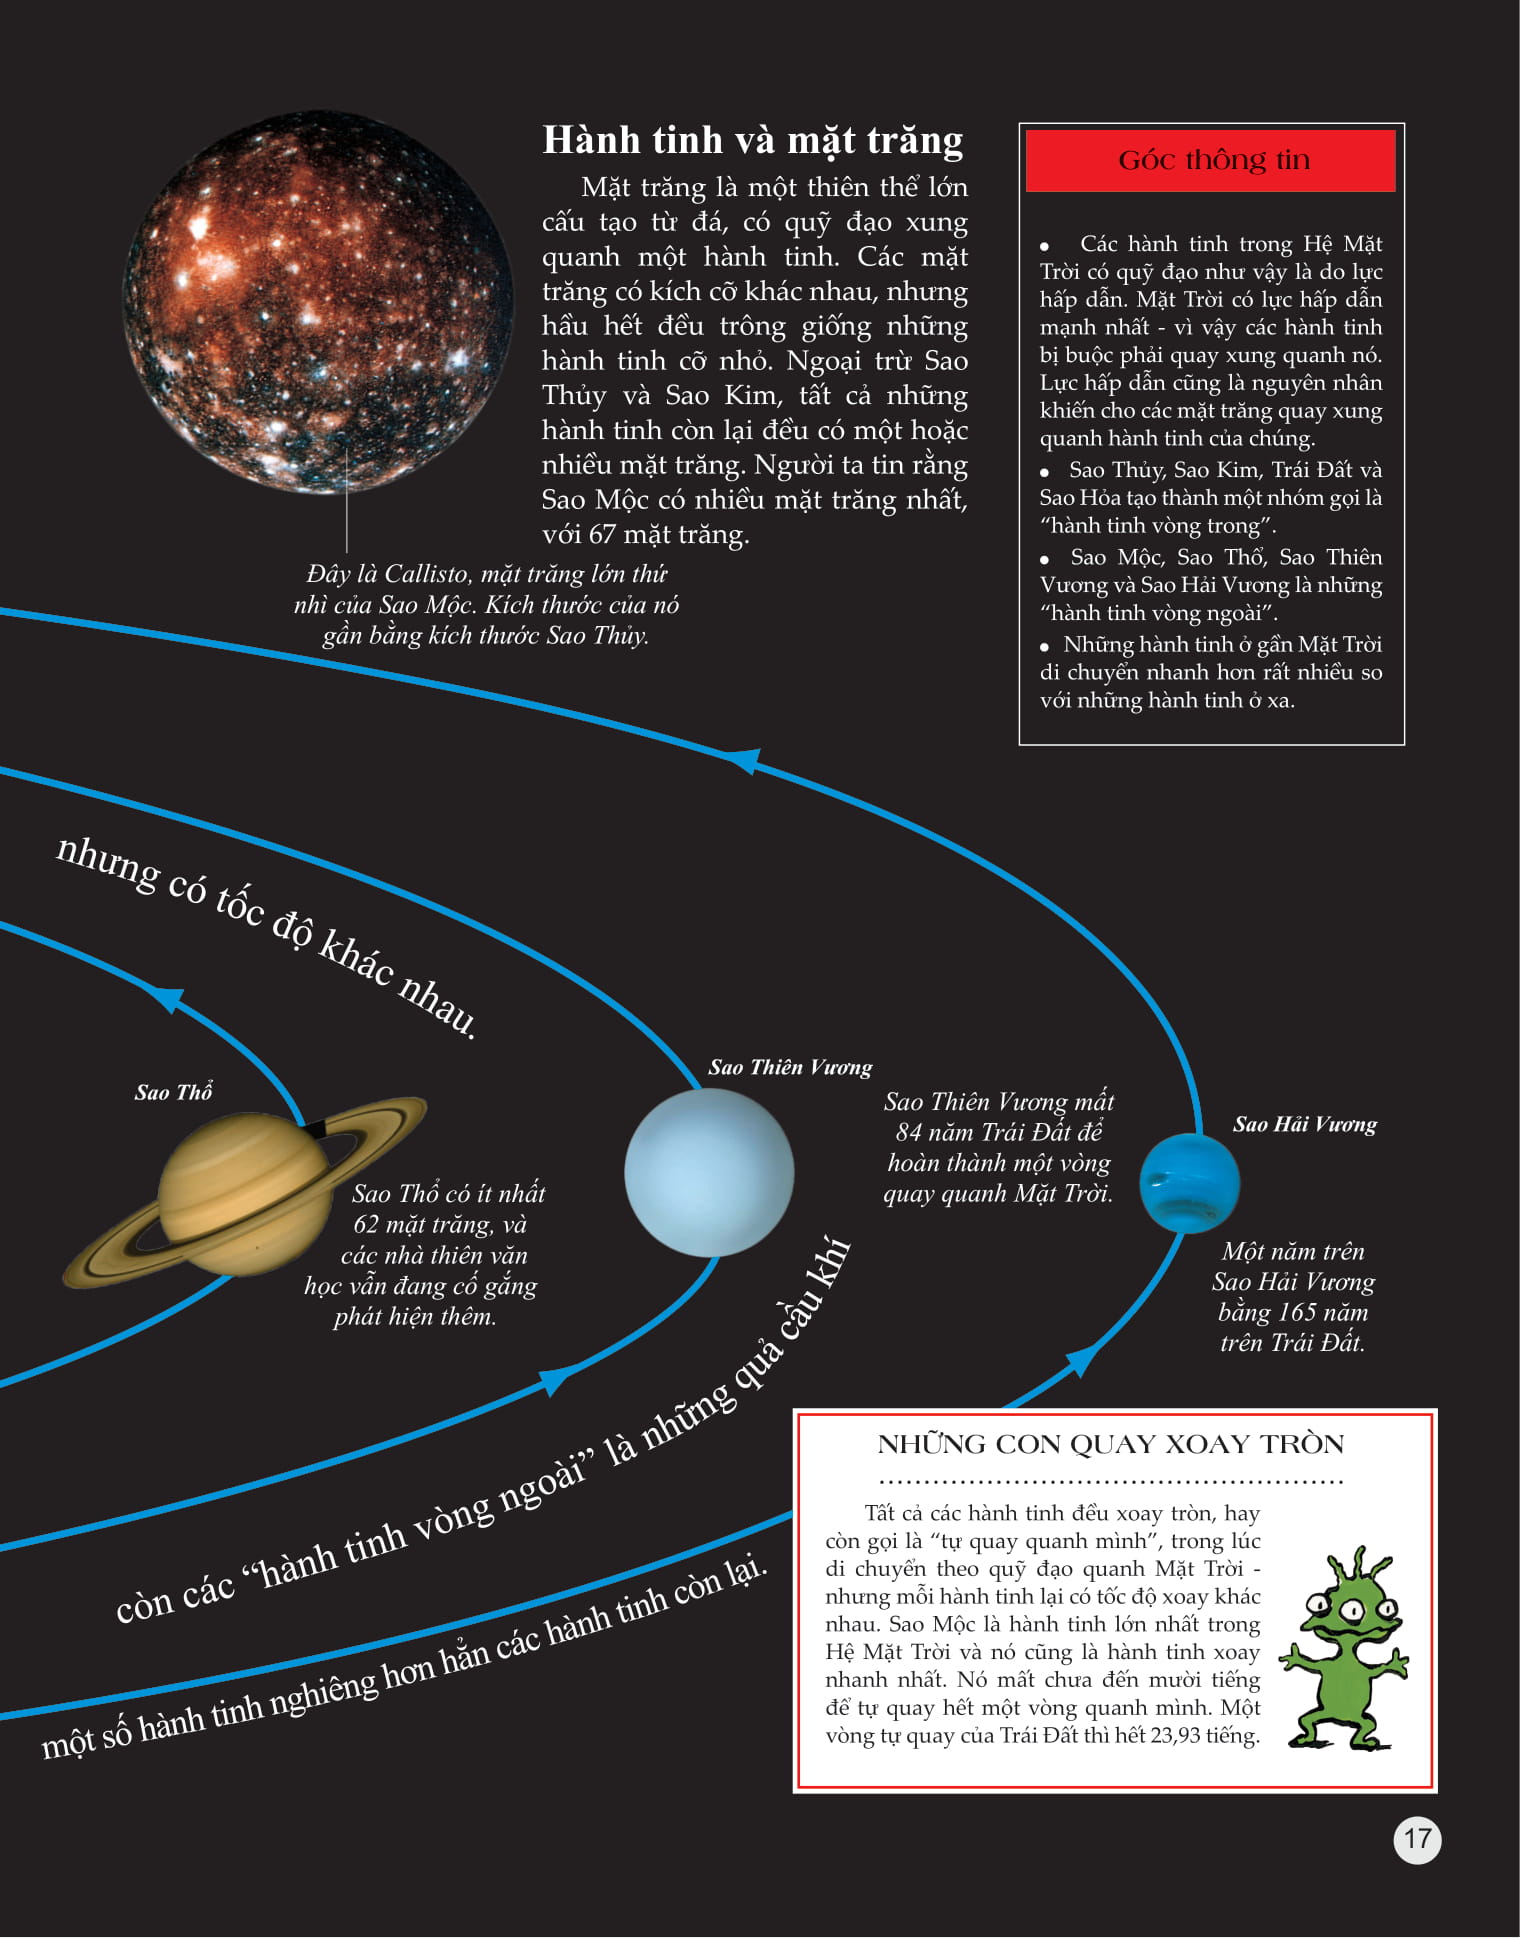 Hành tinh và mặt trăng
Mặt trăng là một thiên thể lớn
cấu tạo từ đá, có quỹ đạo xung
quanh một hành tinh. Các mặt
trăng có kích cỡ khác nhau, nhưng
hầu hết đều trông giống những
hành tinh cỡ nhỏ. Ngoại trừ Sao
Thủy và Sao Kim, tất cả những
hành tinh còn lại đều có một hoặc
nhiều mặt trăng. Người ta tin rằng
Sao Mộc có nhiều mặt trăng nhất,
với 67 mặt trăng.
Đây là Callisto, mặt trăng lớn thứ
nhì của Sao Mộc. Kích thước của nó
gần bằng kích thước Sao Thủy.
Góc thông tin
● Các hành tinh trong Hệ Mặt
Trời có quỹ đạo như vậy là do lực
hấp dẫn. Mặt Trời có lực hấp dẫn
mạnh nhất - vì vậy các hành tinh
bị buộc phải quay xung quanh nó.
Lực hấp dẫn cũng là nguyên nhân
khiến cho các mặt trăng quay xung
quanh hành tinh của chúng.
● Sao Thủy, Sao Kim, Trái Đất và
Sao Hỏa tạo thành một nhóm gọi là
“hành tinh vòng trong”.
● Sao Mộc, Sao Thổ, Sao Thiên
Vương và Sao Hải Vương là những
“hành tinh vòng ngoài”.
● Những hành tinh ở gần Mặt Trời
di chuyển nhanh hơn rất nhiều so
với những hành tinh ở xa.
nhưng có tốc độ khác nhau.
Sao Thổ
Sao Thổ có ít nhất
62 mặt trăng, và
các nhà thiên văn
học vẫn đang cố gắng
phát hiện thêm.
Sao Thiên Vương
Sao Thiên Vương mất
84 năm Trái Đất để
hoàn thành một vòng
quay quanh Mặt Trời.
Sao Hải Vương
Một năm trên
Sao Hải Vương
bằng 165 năm
trên Trái Đất.
còn các “hành tinh vòng ngoài” là những quả cầu khí
một số hành tinh nghiêng hơn hẳn các hành tinh còn lại.
NHỮNG CON QUAY XOAY TRÒN
....................................................
Tất cả các hành tinh đều xoay tròn, hay
còn gọi là “tự quay quanh mình”, trong lúc
di chuyển theo quỹ đạo quanh Mặt Trời -
nhưng mỗi hành tinh lại có tốc độ xoay khác
nhau. Sao Mộc là hành tinh lớn nhất trong
Hệ Mặt Trời và nó cũng là hành tinh xoay
nhanh nhất. Nó mất chưa đến mười tiếng
để tự quay hết một vòng quanh mình. Một
vòng tự quay của Trái Đất thì hết 23,93 tiếng.
17